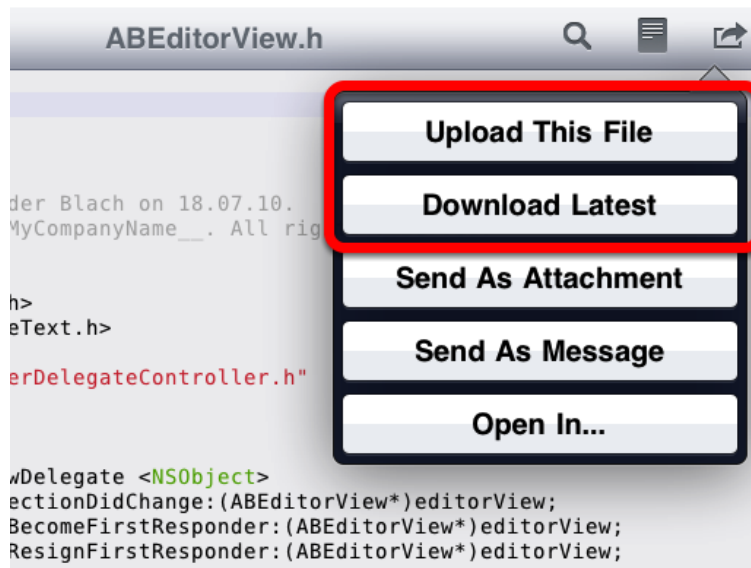 ABEditorView.h
Upload This File
Download Latest
Send As Attachment
Send As Message
Open In...
der Blach on 18.07.10.
MyCompanyName__. All rig
h>
eText.h>
erDelegateController.h"
wDelegate <NSObject>
ectionDidChange:(ABEditorView*)editorView;
BecomeFirstResponder:(ABEditorView*)editorView;
ResignFirstResponder:(ABEditorView*)editorView;